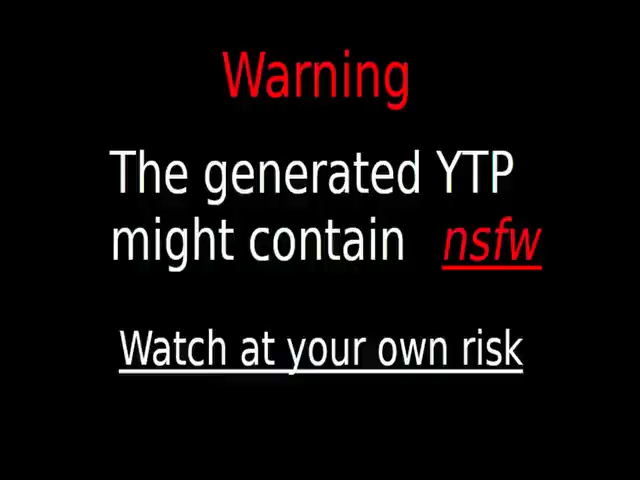 Warning
The generated YTP
might contain nsfw
Watch at your own risk